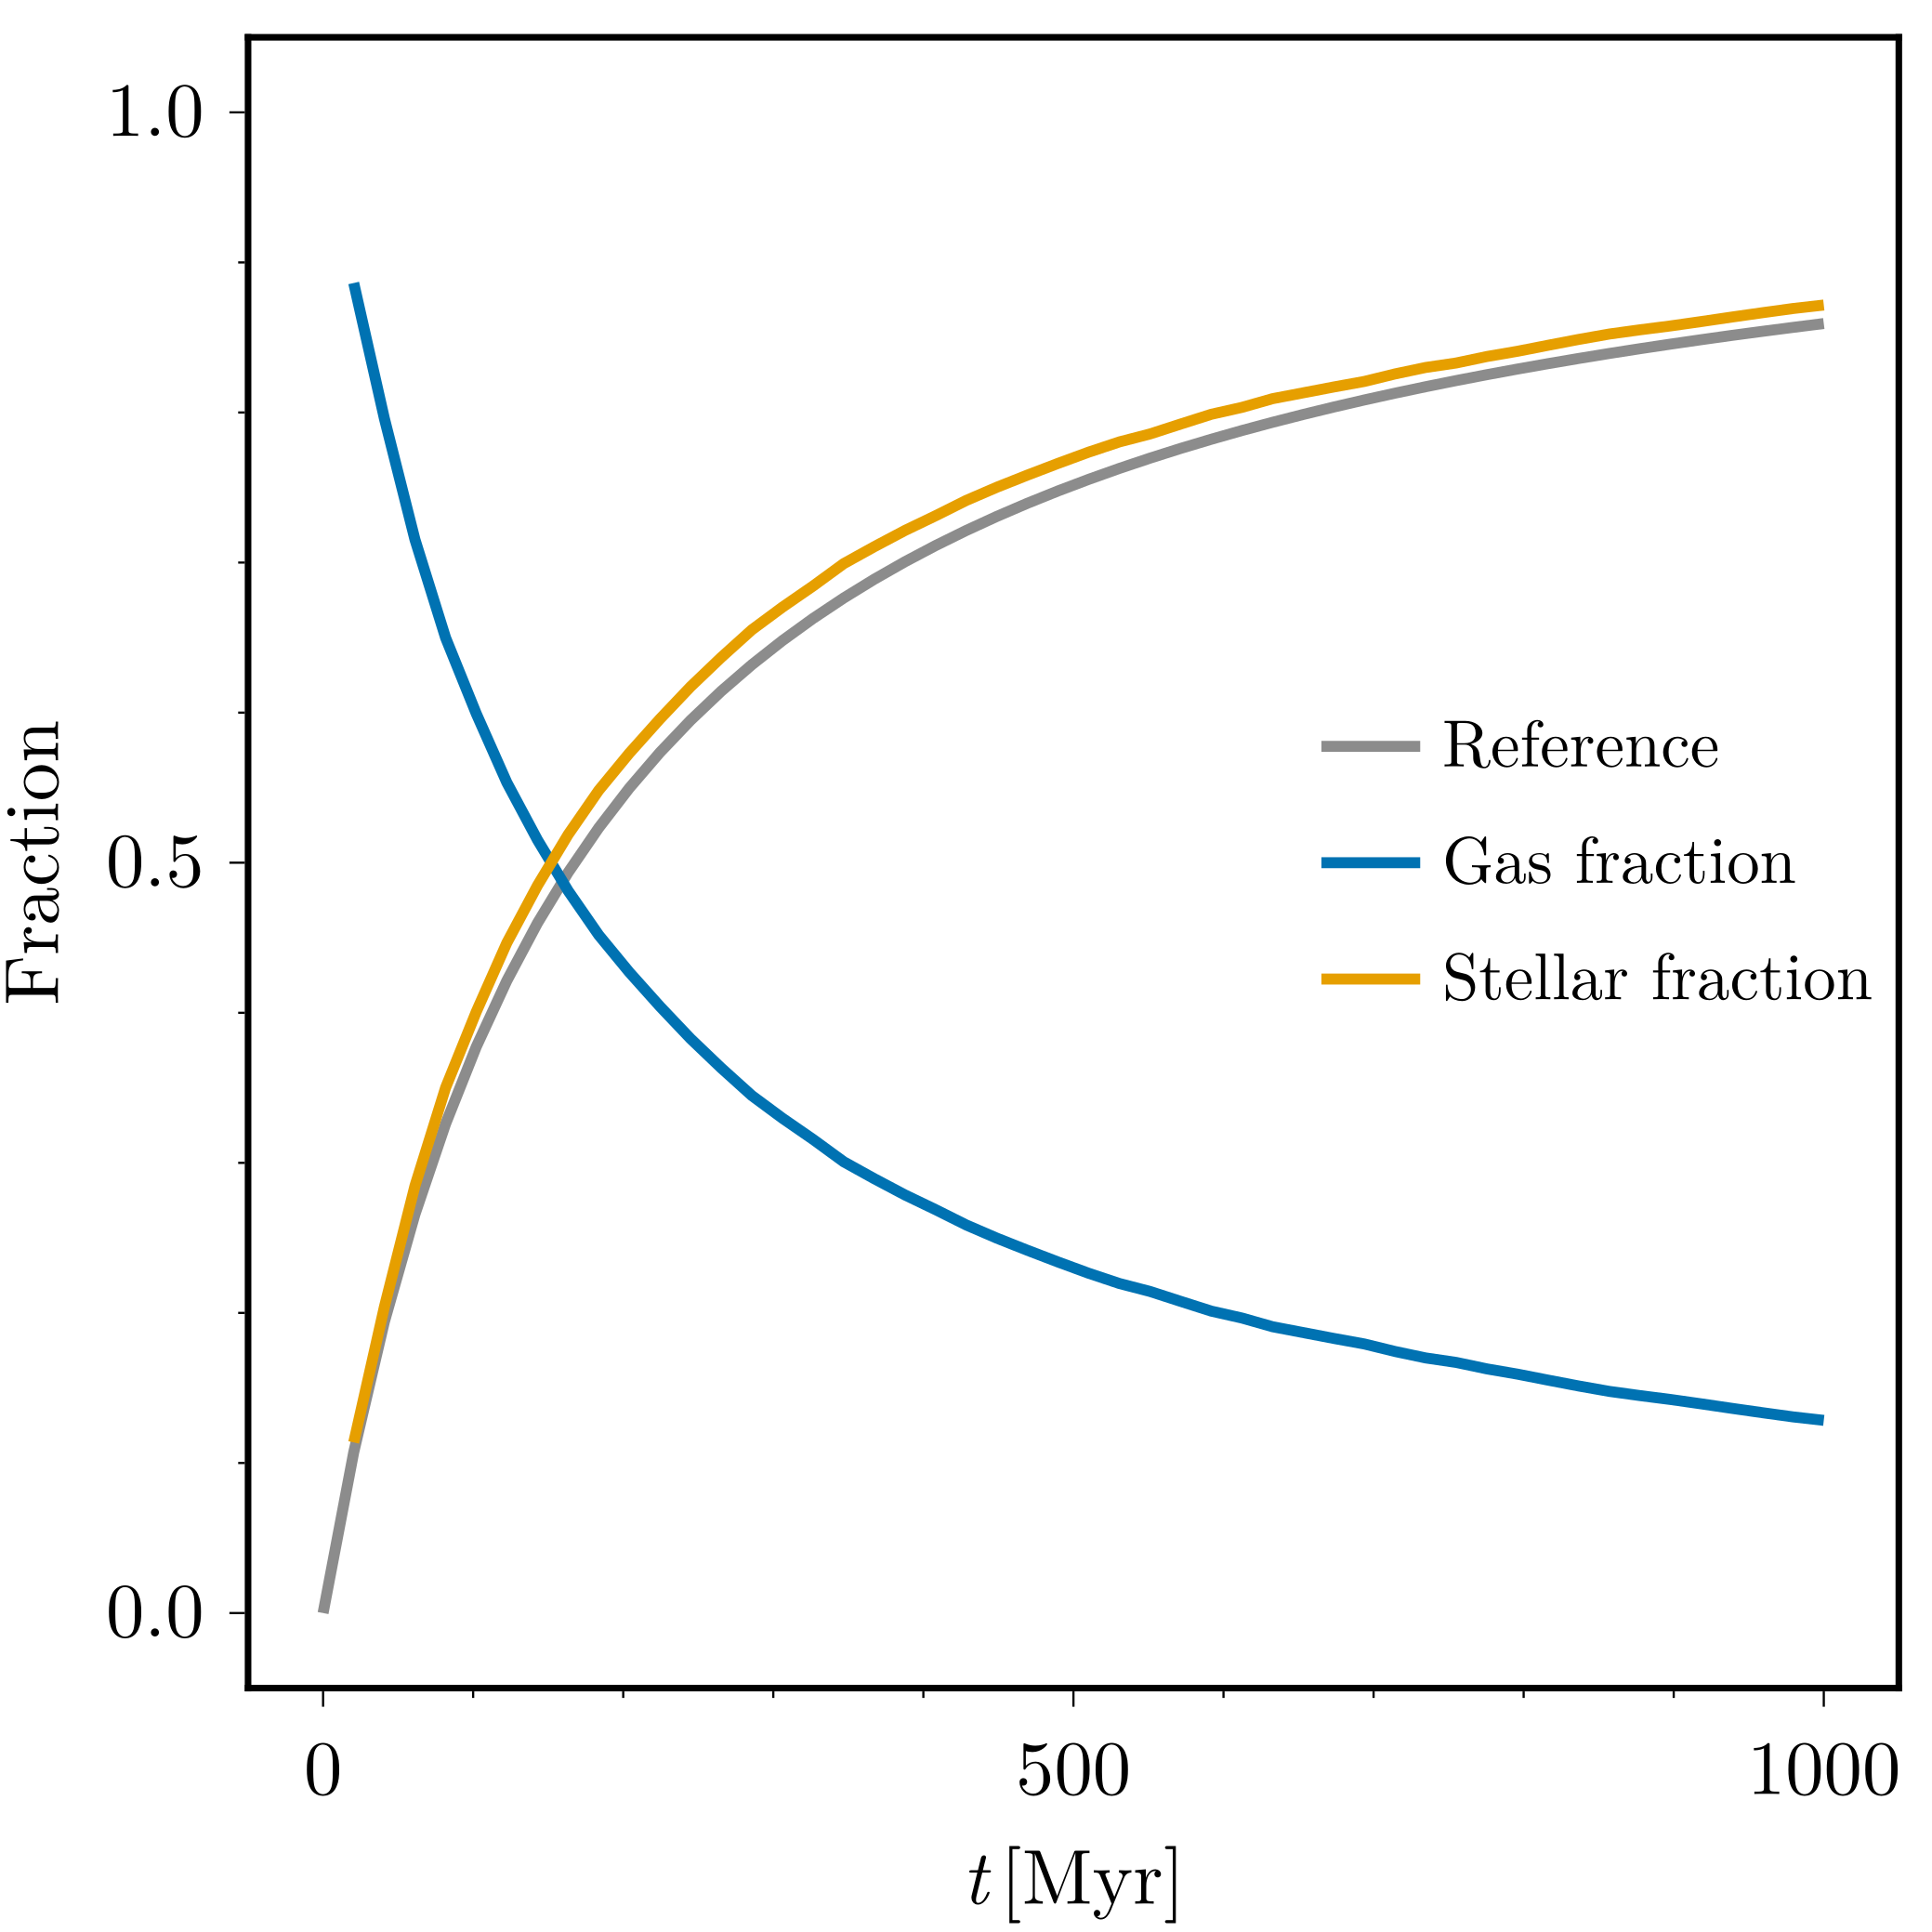 1.0
0.5
0.0
Fraction
Reference
Gas fraction
Stellar fraction
0 500 1000
t [Myr]